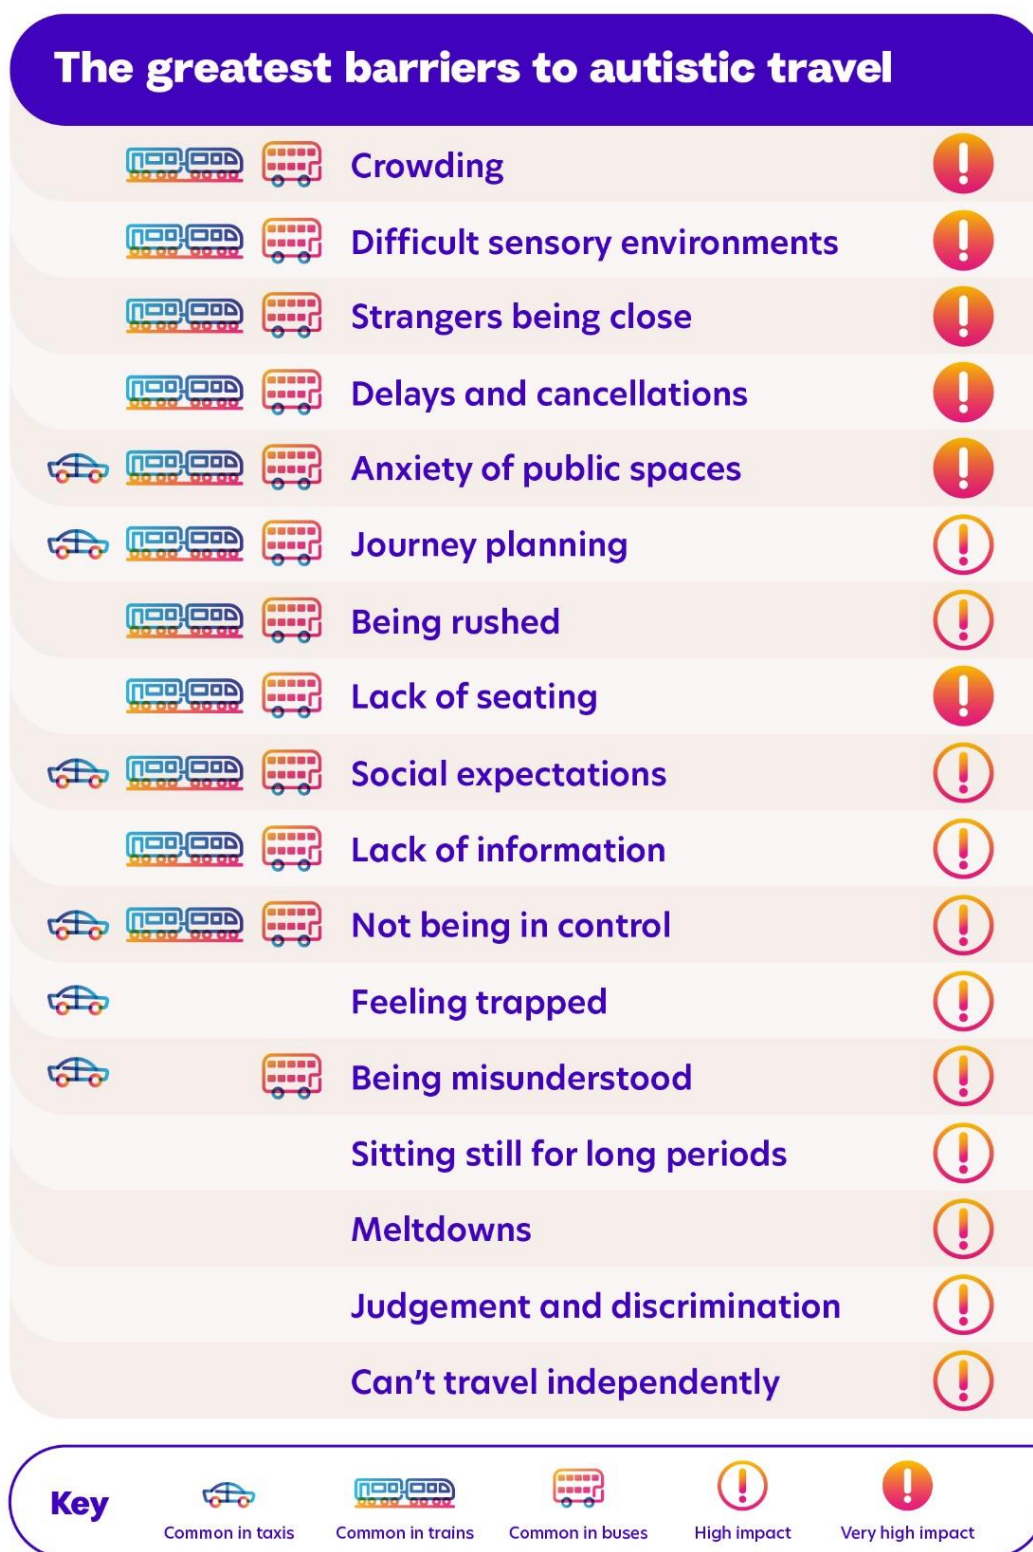 The greatest barriers to autistic travel
Crowding
Difficult sensory environments
Strangers being close
Delays and cancellations
Anxiety of public spaces
Journey planning
Being rushed
Lack of seating
Social expectations
Lack of information
Not being in control
Feeling trapped
Being misunderstood
Sitting still for long periods
Meltdowns
Judgement and discrimination
Can't travel independently
Key
Common in taxis
Common in trains
Common in buses
High impact
Very high impact